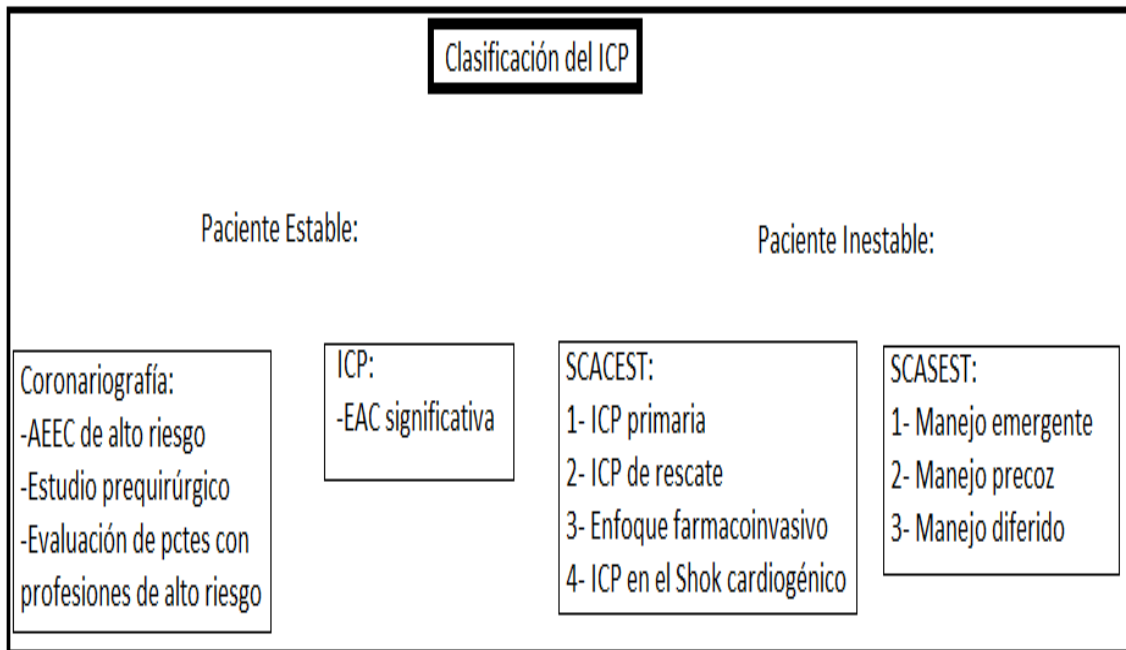 Clasificación del ICP
Paciente Estable:
Paciente Inestable:
Coronariografía:
-AEEC de alto riesgo
-Estudio prequirúrgico
-Evaluación de pctes con
profesiones de alto riesgo
ICP:
-EAC significativa
SCACEST:
1- ICP primaria
2- ICP de rescate
3- Enfoque farmacoinvasivo
4- ICP en el Shok cardiogénico
SCASEST:
1- Manejo emergente
2- Manejo precoz
3- Manejo diferido